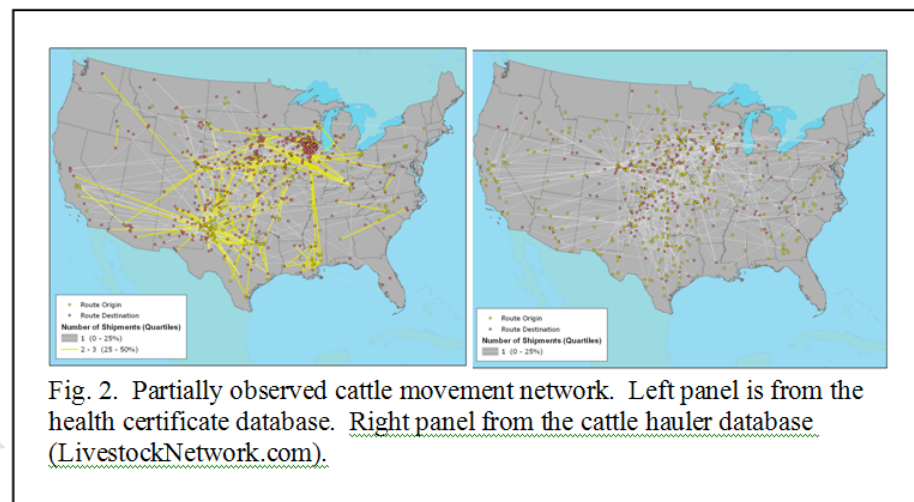 Route Origin
Route Destination
Number of Shipments (Quartiles)
1 (0 - 25%)
2 - 3 (25 - 50%)
Route Origin
Route Destination
Number of Shipments (Quartiles)
1 (0 - 25%)
Fig. 2. Partially observed cattle movement network. Left panel is from the
health certificate database. Right panel from the cattle hauler database
(LivestockNetwork.com).